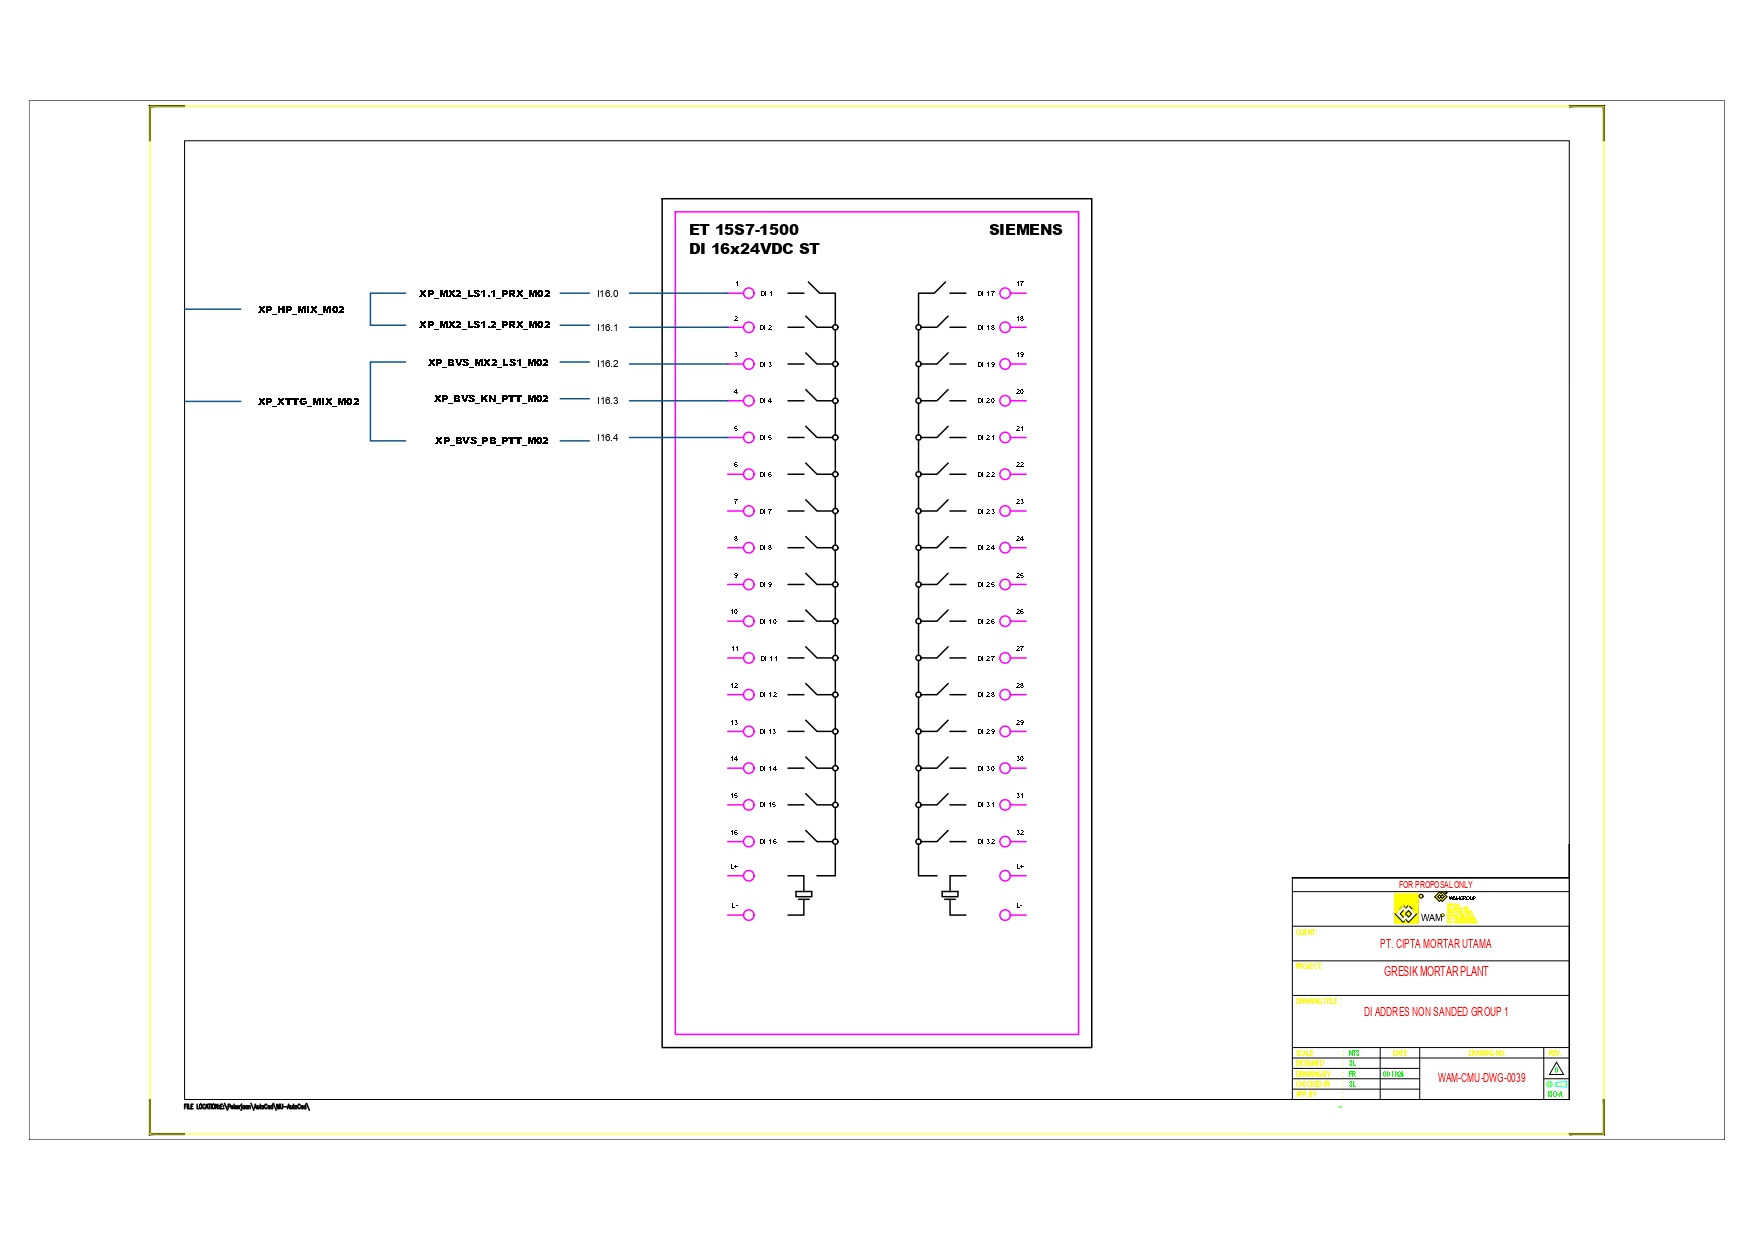 ET 15S7-1500 SIEMENS
DI 16x24VDC ST
XP_HP_MIX_M02
XP_MX2_LS1.1_PRX_M02 I16.0
XP_MX2_LS1.2_PRX_M02 I16.1
XP_XTTG_MIX_M02
XP_BVS_MX2_LS1_M02 I16.2
XP_BVS_KN_PTT_M02 I16.3
XP_BVS_PB_PTT_M02 I16.4
1 DI 1 DI 17 17
2 DI 2 DI 18 18
3 DI 3 DI 19 19
4 DI 4 DI 20 20
5 DI 5 DI 21 21
6 DI 6 DI 22 22
7 DI 7 DI 23 23
8 DI 8 DI 24 24
9 DI 9 DI 25 25
10 DI 10 DI 26 26
11 DI 11 DI 27 27
12 DI 12 DI 28 28
13 DI 13 DI 29 29
14 DI 14 DI 30 30
15 DI 15 DI 31 31
16 DI 16 DI 32 32
L+ L+
L- L-
FOR PROPOSAL ONLY
WAMGROUP
WAM
CLIENT:
PT. CIPTA MORTAR UTAMA
PROJECT:
GRESIK MORTAR PLANT
DRAWING TITLE :
DI ADDRES NON SANDED GROUP 1
SCALE : NTS DATE DRAWING NO. REV.
DESIGNED : SL
DRAWING BY : FR
CHECKED BY : SL
APP. BY :
WAM-CMU-DWG-0039
0
ISO-A
FILE LOCATION:E:\Pekerjaan\AutoCad\MU-AutoCad\